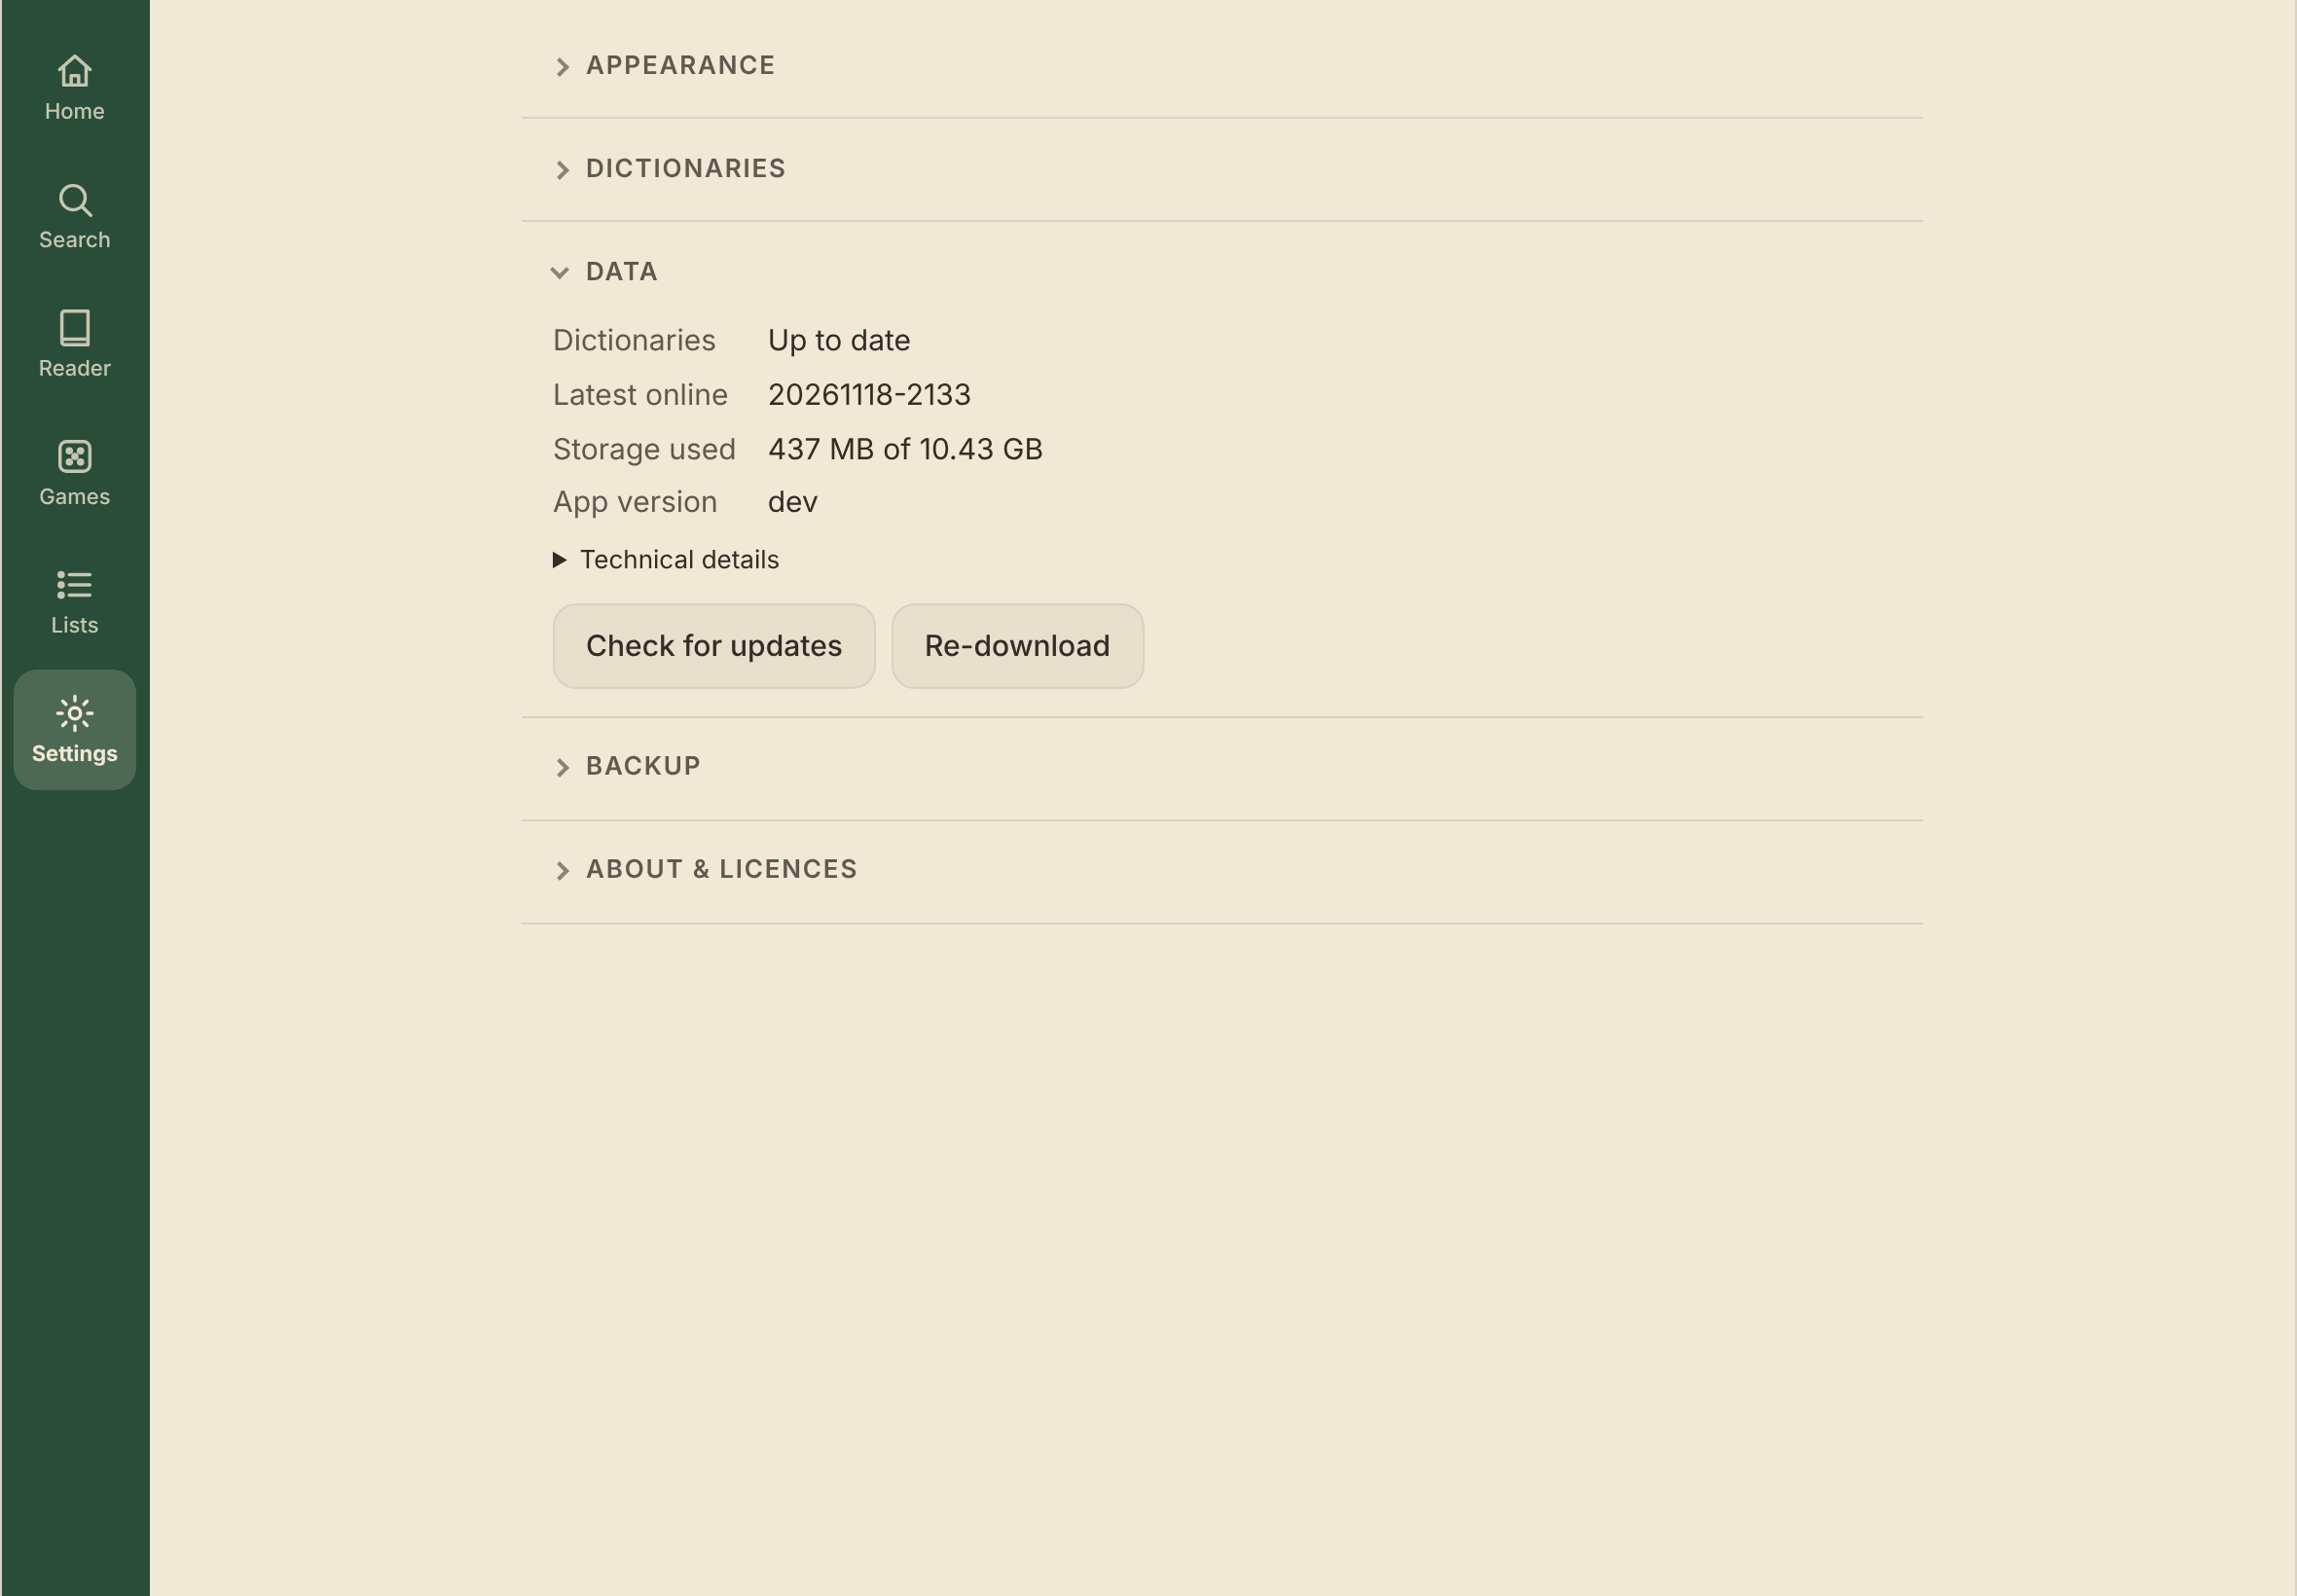 Home
Search
Reader
Games
Lists
Settings
APPEARANCE
DICTIONARIES
DATA
Dictionaries Up to date
Latest online 20261118-2133
Storage used 437 MB of 10.43 GB
App version dev
Technical details
Check for updates Re-download
BACKUP
ABOUT & LICENCES